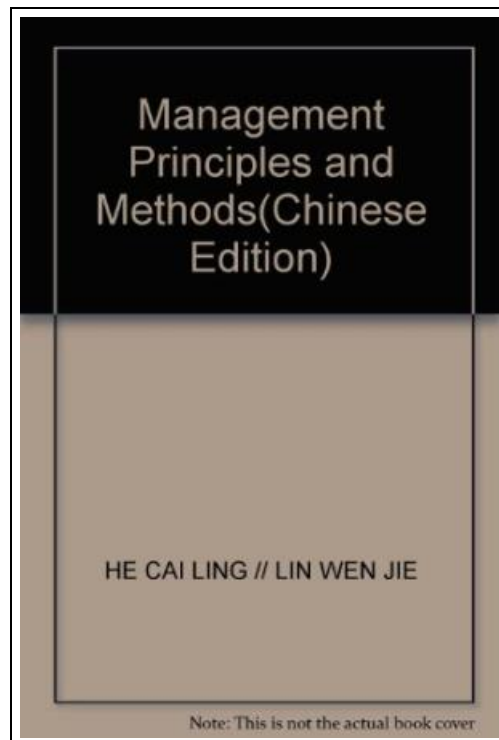 Management
Principles and
Methods(Chinese
Edition)
HE CAI LING // LIN WEN JIE
Note: This is not the actual book cover